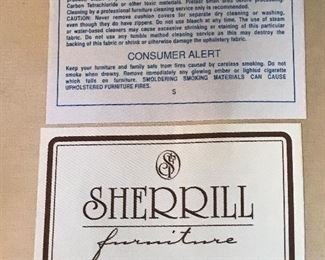 Carbon Tetrachloride or other toxic materials. Pretest small area before proceeding.
Cleaning by a professional furniture cleaning service only is recommended.
CAUTION: Never remove cushion covers for separate dry cleaning or washing,
even though they do have zippers. Do not use bleach at any time. The use of steam
or water-based cleaners may cause excessive shrinking or staining of this particular
fabric. Do not use any tumble method cleaning service as this may destroy the
backing of this fabric or shrink or otherwise damage the upholstery fabric.
CONSUMER ALERT
Keep your furniture and family safe from fires caused by careless smoking. Do not
smoke when drowsy. Remove immediately any glowing ember or lighted cigarette
which falls on furniture. SMOLDERING SMOKING MATERIALS CAN CAUSE
UPHOLSTERED FURNITURE FIRES.
S
SHERRILL
furniture